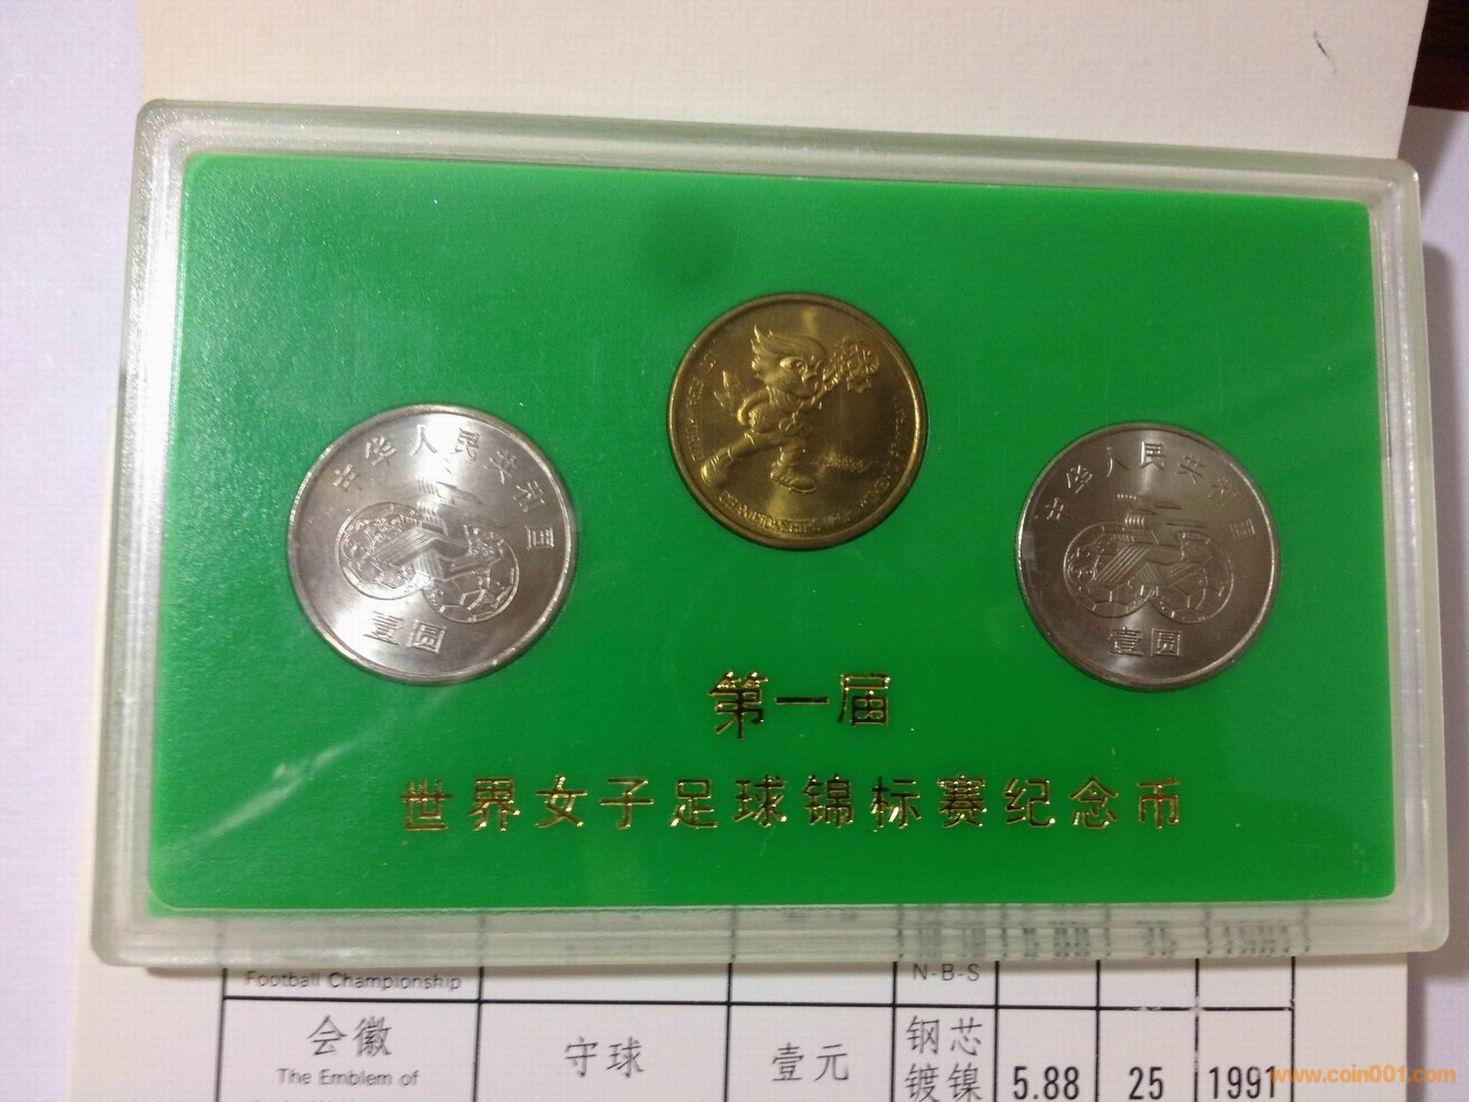 中华人民共和国
壹圆
中华人民共和国
壹圆
第一届
世界女子足球锦标赛纪念币
Football Championship
N-B-S
会徽
守球
壹元
钢芯
The Emblem of
镀镍
5.88
25
1991
www.coin001.com